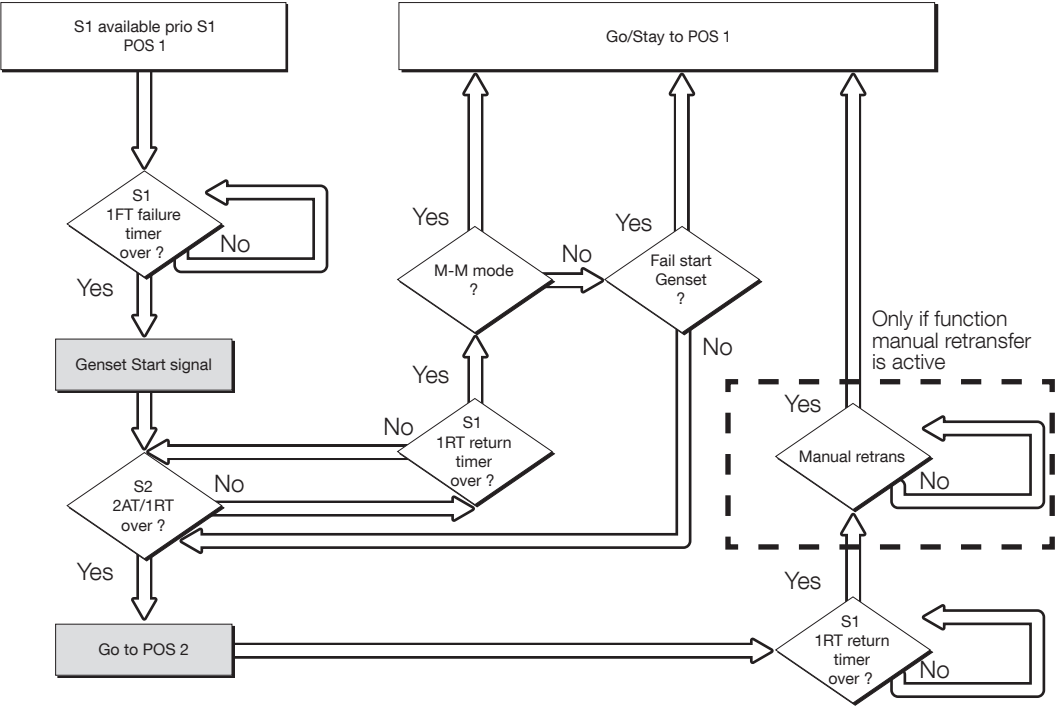 S1 available prio S1
POS 1
Go/Stay to POS 1
S1
1FT failure
timer
over ?
No
Yes
Genset Start signal
S2
2AT/1RT
over ?
No
Yes
Go to POS 2
S1
1RT return
timer
over ?
No
Yes
M-M mode
?
Yes
No
Fail start
Genset
?
Yes
No
Only if function
manual retransfer
is active
Yes
Manual retrans
No
Yes
S1
1RT return
timer
over ?
No